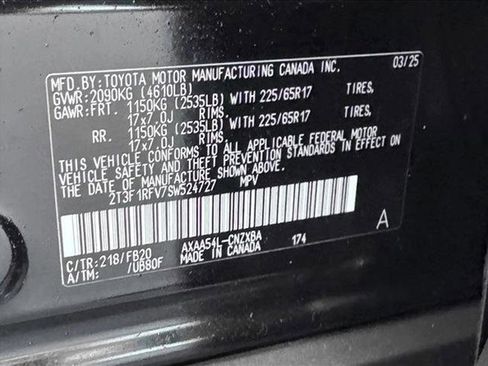 MFD.BY: TOYOTA MOTOR MANUFACTURING CANADA INC. 03/25
GVWR: 2090KG (4610LB)
GAWR: FRT. 1150KG (2535LB) WITH 225/65R17 TIRES,
17x7.0J RIMS,
RR. 1150KG (2535LB) WITH 225/65R17 TIRES,
17x7.0J RIMS,
THIS VEHICLE CONFORMS TO ALL APPLICABLE FEDERAL MOTOR
VEHICLE SAFETY AND THEFT PREVENTION STANDARDS IN EFFECT ON
THE DATE OF MANUFACTURE SHOWN ABOVE.
2T3F1RFV7SW524727 MPV
A
C/TR: 218/FB20 AXAA54L-CNZXBA
A/TM: /UB80F MADE IN CANADA 174